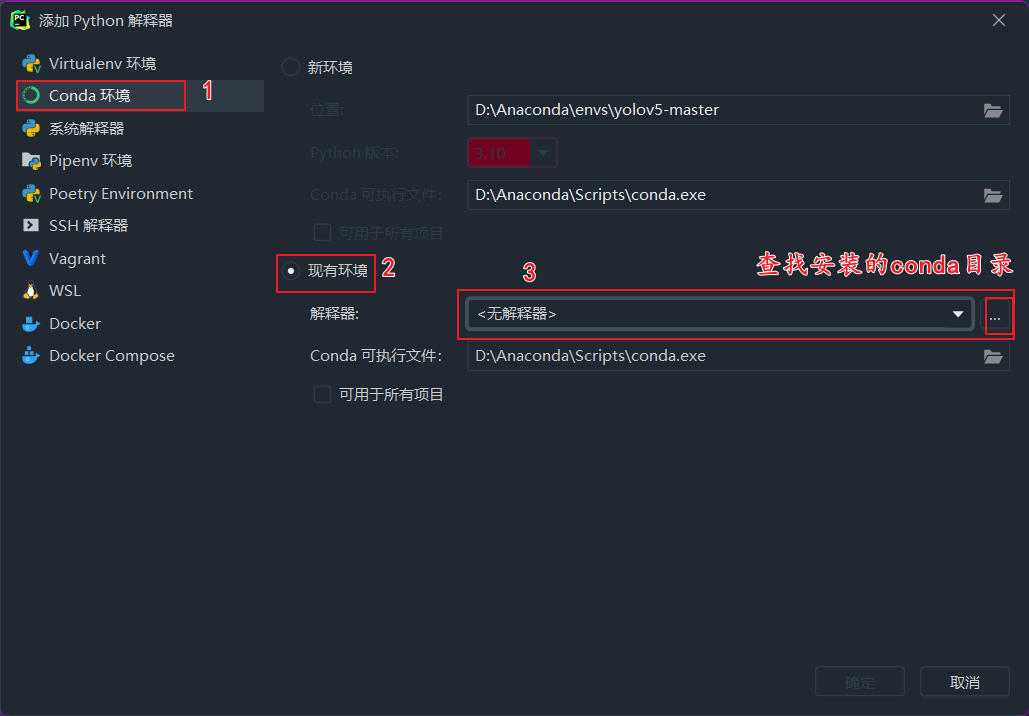 添加 Python 解释器
Virtualenv 环境
Conda 环境
1
系统解释器
Pipenv 环境
Poetry Environment
SSH 解释器
Vagrant
WSL
Docker
Docker Compose
新环境
位置: D:\Anaconda\envs\yolov5-master
Python 版本: 3.10
Conda 可执行文件: D:\Anaconda\Scripts\conda.exe
可用于所有项目
现有环境
2
3
查找安装的conda目录
解释器: <无解释器> ...
Conda 可执行文件: D:\Anaconda\Scripts\conda.exe
可用于所有项目
确定
取消